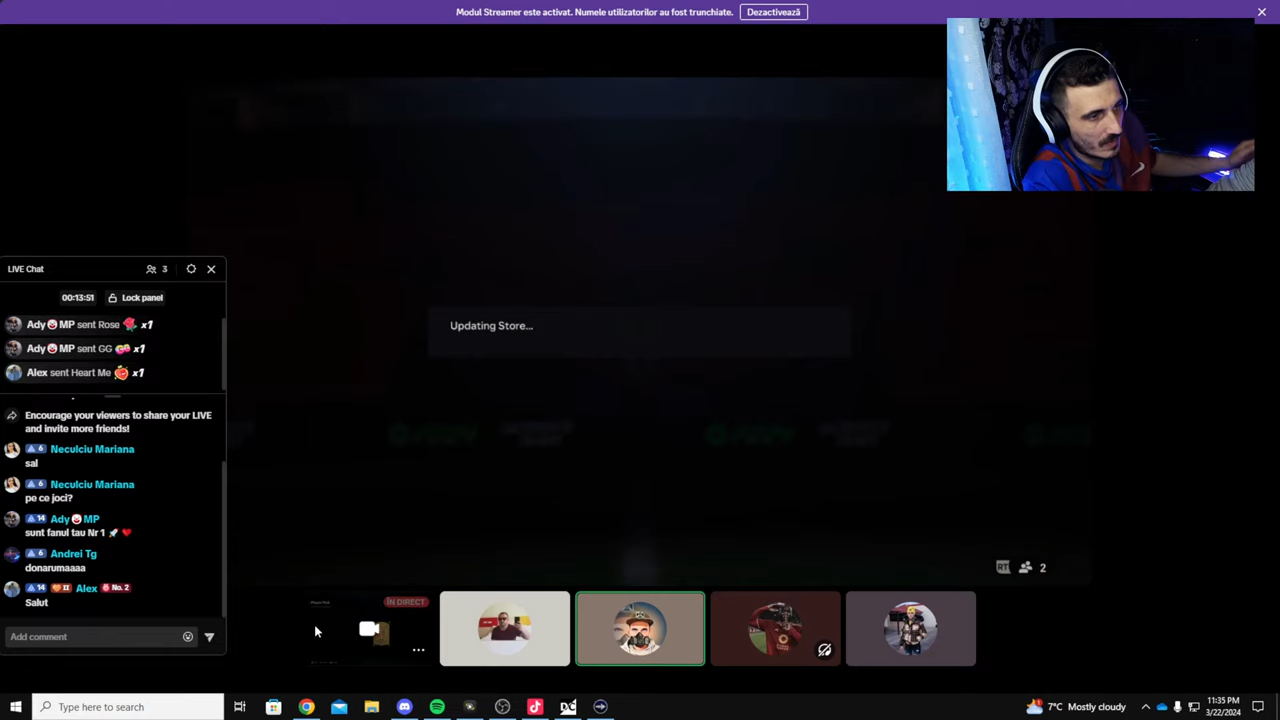 Modul Streamer este activat. Numele utilizatorilor au fost trunchiate. Dezactivează
LIVE Chat 3
00:13:51 Lock panel
Ady MP sent Rose x1
Ady MP sent GG x1
Alex sent Heart Me x1
Encourage your viewers to share your LIVE
and invite more friends!
6 Neculciu Mariana
sal
6 Neculciu Mariana
pe ce joci?
14 Ady MP
sunt fanul tau Nr 1
6 Andrei Tg
donarumaaaa
14 II Alex No. 2
Salut
Add comment
Updating Store...
2
Player Pick
ÎN DIRECT
Type here to search
7°C Mostly cloudy
11:35 PM
3/22/2024